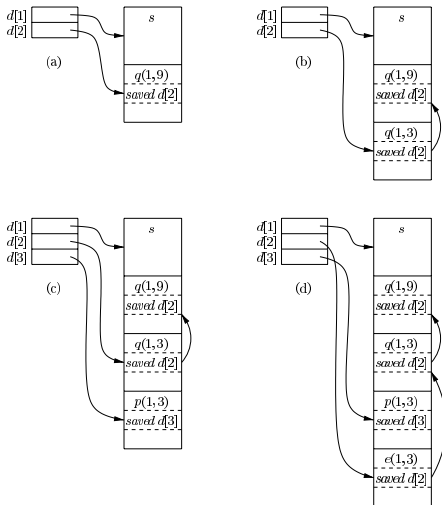 d[1]
d[2]
s
(a)
q(1,9)
saved d[2]
d[1]
d[2]
s
(b)
q(1,9)
saved d[2]
q(1,3)
saved d[2]
d[1]
d[2]
d[3]
s
(c)
q(1,9)
saved d[2]
q(1,3)
saved d[2]
p(1,3)
saved d[3]
d[1]
d[2]
d[3]
s
(d)
q(1,9)
saved d[2]
q(1,3)
saved d[2]
p(1,3)
saved d[3]
e(1,3)
saved d[2]